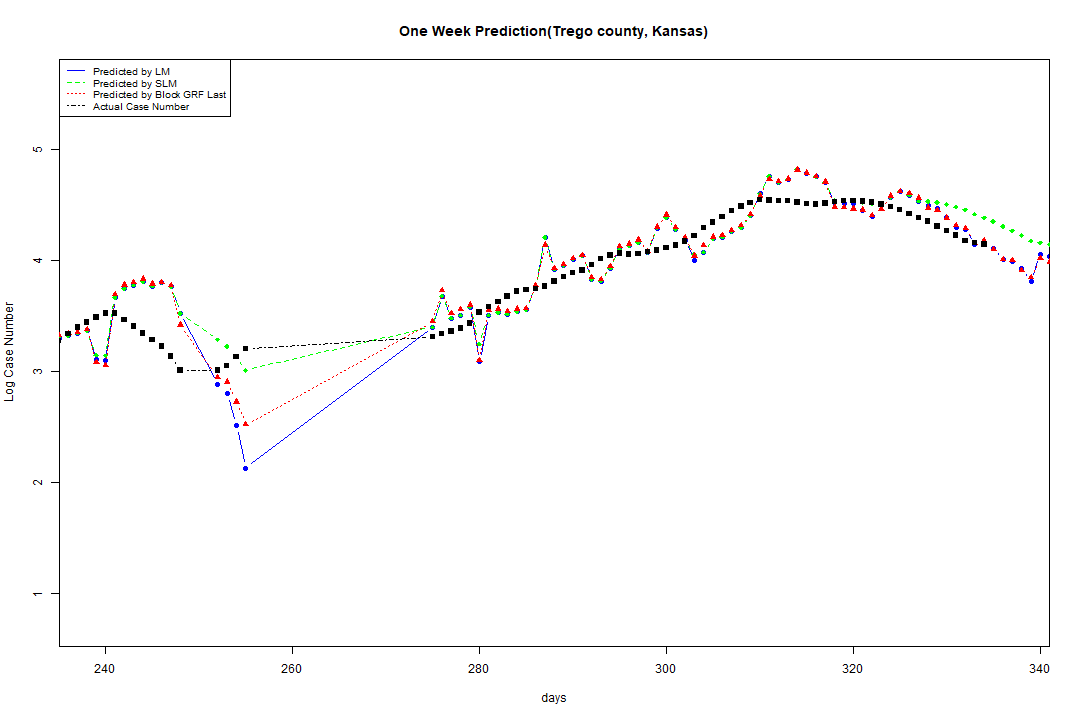 One Week Prediction(Trego county, Kansas)
Predicted by LM
Predicted by SLM
Predicted by Block GRF Last
Actual Case Number
5
4
3
2
1
Log Case Number
240 260 280 300 320 340
days